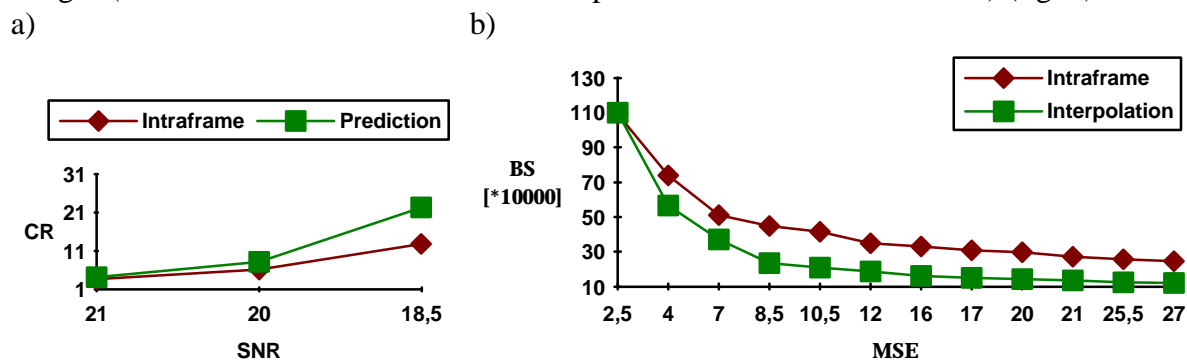 a)
b)
Intraframe Prediction
31
21
11
1
CR
21 20 18,5
SNR
Intraframe
Interpolation
130
110
90
70
50
30
10
BS
[*10000]
2,5 4 7 8,5 10,5 12 16 17 20 21 25,5 27
MSE